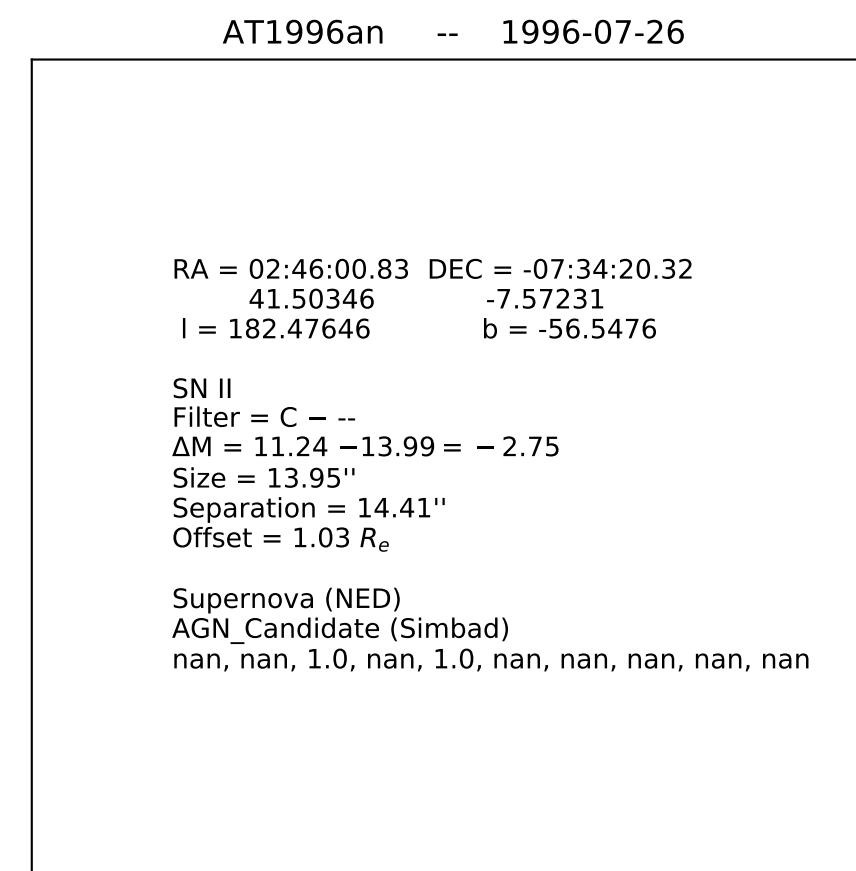 AT1996an -- 1996-07-26
RA = 02:46:00.83 DEC = -07:34:20.32
41.50346 -7.57231
l = 182.47646 b = -56.5476
SN II
Filter = C − --
ΔM = 11.24 −13.99 = − 2.75
Size = 13.95''
Separation = 14.41''
Offset = 1.03 Re
Supernova (NED)
AGN_Candidate (Simbad)
nan, nan, 1.0, nan, 1.0, nan, nan, nan, nan, nan